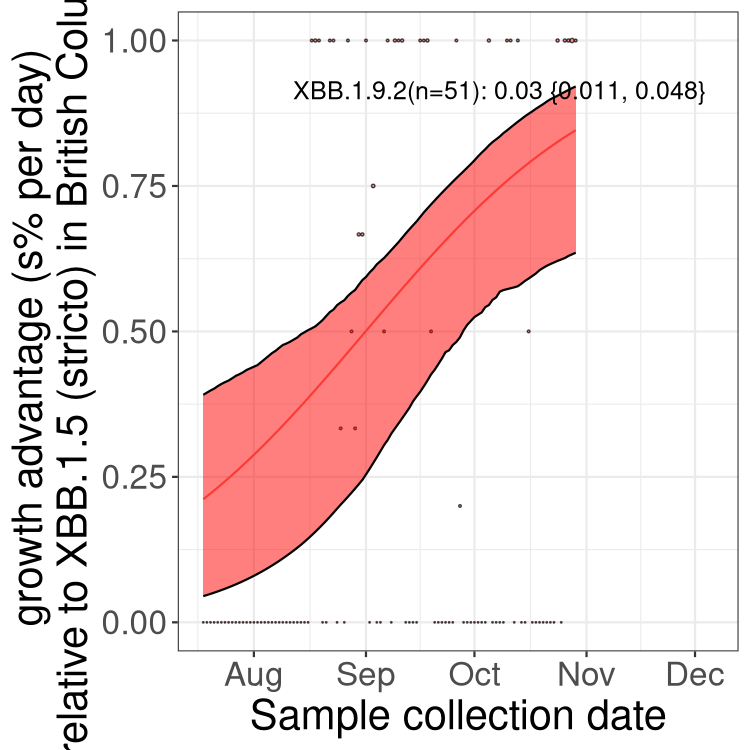 growth advantage (s% per day)
relative to XBB.1.5 (stricto) in British Colu
1.00
0.75
0.50
0.25
0.00
XBB.1.9.2(n=51): 0.03 {0.011, 0.048}
Aug Sep Oct Nov Dec
Sample collection date